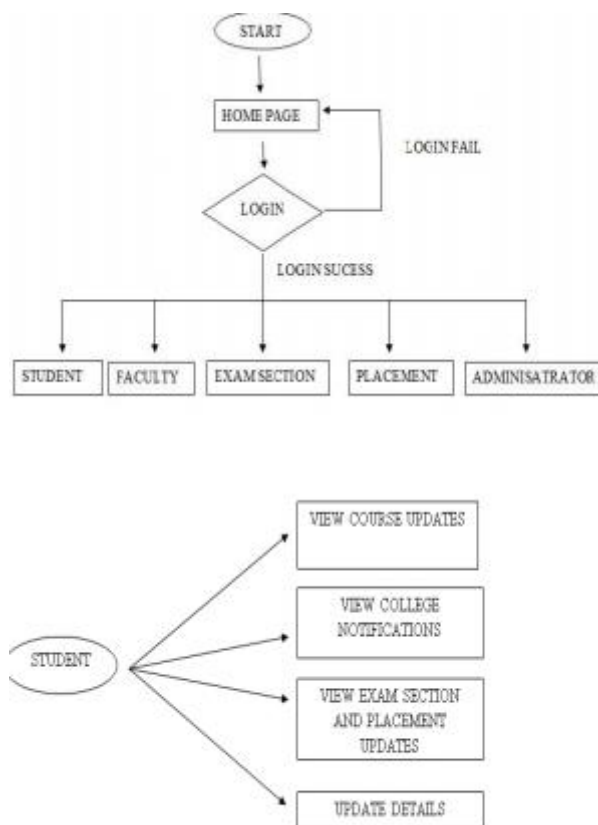 START
HOME PAGE
LOGIN FAIL
LOGIN
LOGIN SUCESS
STUDENT
FACULTY
EXAM SECTION
PLACEMENT
ADMINISATRATOR
VIEW COURSE UPDATES
VIEW COLLEGE
NOTIFICATIONS
STUDENT
VIEW EXAM SECTION
AND PLACEMENT
UPDATES
UPDATE DETAILS